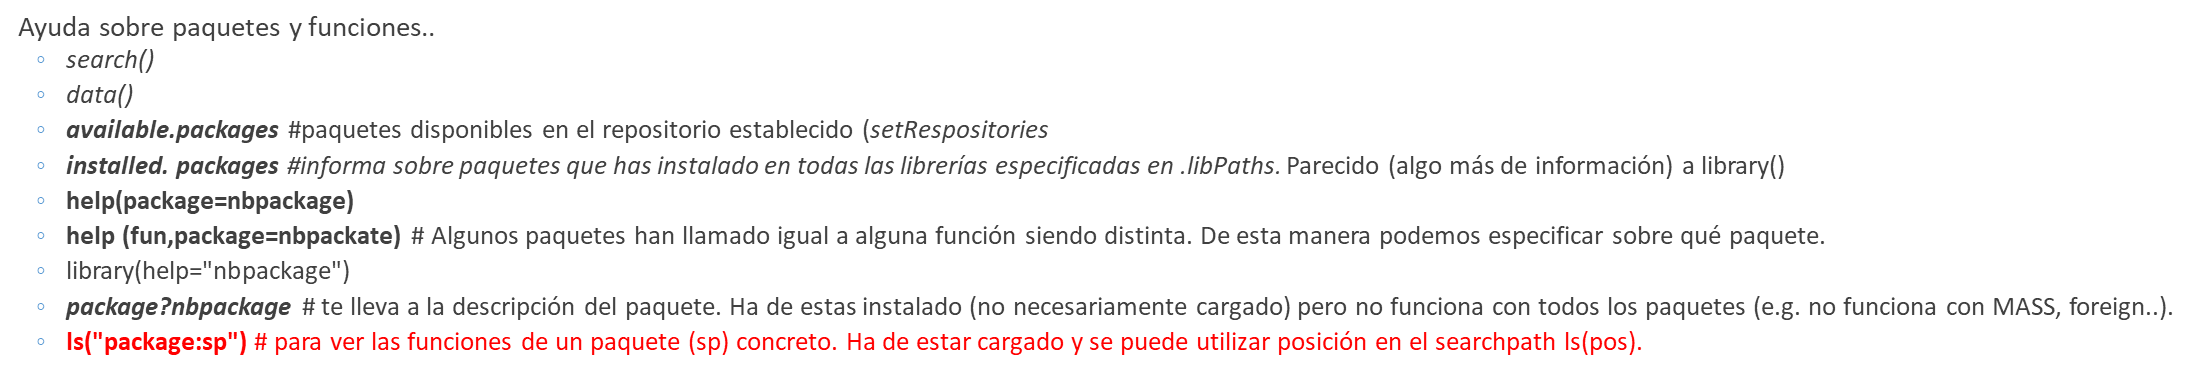 Ayuda sobre paquetes y funciones..
◦ search()
◦ data()
◦ available.packages #paquetes disponibles en el repositorio establecido (setRespositories
◦ installed. packages #informa sobre paquetes que has instalado en todas las librerías especificadas en .libPaths. Parecido (algo más de información) a library()
◦ help(package=nbpackage)
◦ help (fun,package=nbpackate) # Algunos paquetes han llamado igual a alguna función siendo distinta. De esta manera podemos especificar sobre qué paquete.
◦ library(help="nbpackage")
◦ package?nbpackage # te lleva a la descripción del paquete. Ha de estas instalado (no necesariamente cargado) pero no funciona con todos los paquetes (e.g. no funciona con MASS, foreign..).
◦ ls("package:sp") # para ver las funciones de un paquete (sp) concreto. Ha de estar cargado y se puede utilizar posición en el searchpath ls(pos).